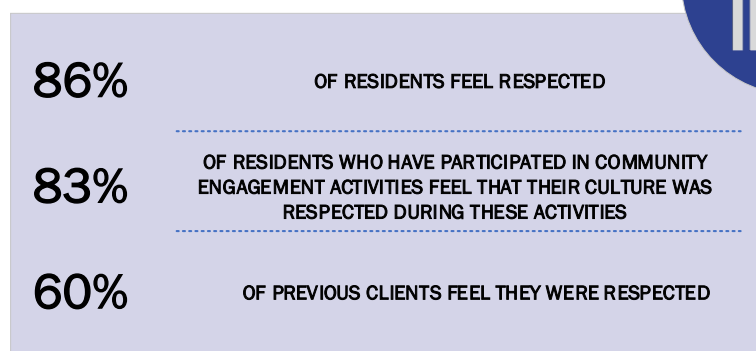 86%
OF RESIDENTS FEEL RESPECTED
83%
OF RESIDENTS WHO HAVE PARTICIPATED IN COMMUNITY
ENGAGEMENT ACTIVITIES FEEL THAT THEIR CULTURE WAS
RESPECTED DURING THESE ACTIVITIES
60%
OF PREVIOUS CLIENTS FEEL THEY WERE RESPECTED